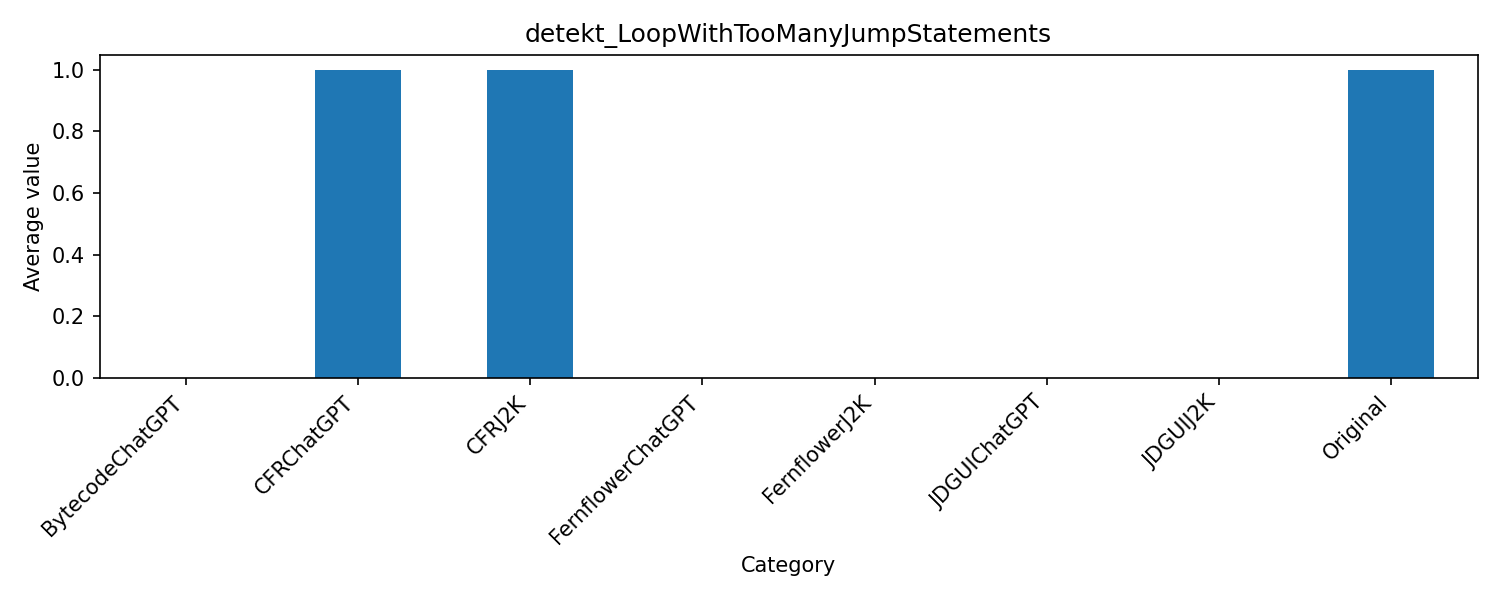 detekt_LoopWithTooManyJumpStatements
Average value
1.0
0.8
0.6
0.4
0.2
0.0
BytecodeChatGPT
CFRChatGPT
CFRJ2K
FernflowerChatGPT
FernflowerJ2K
JDGUIChatGPT
JDGUIJ2K
Original
Category